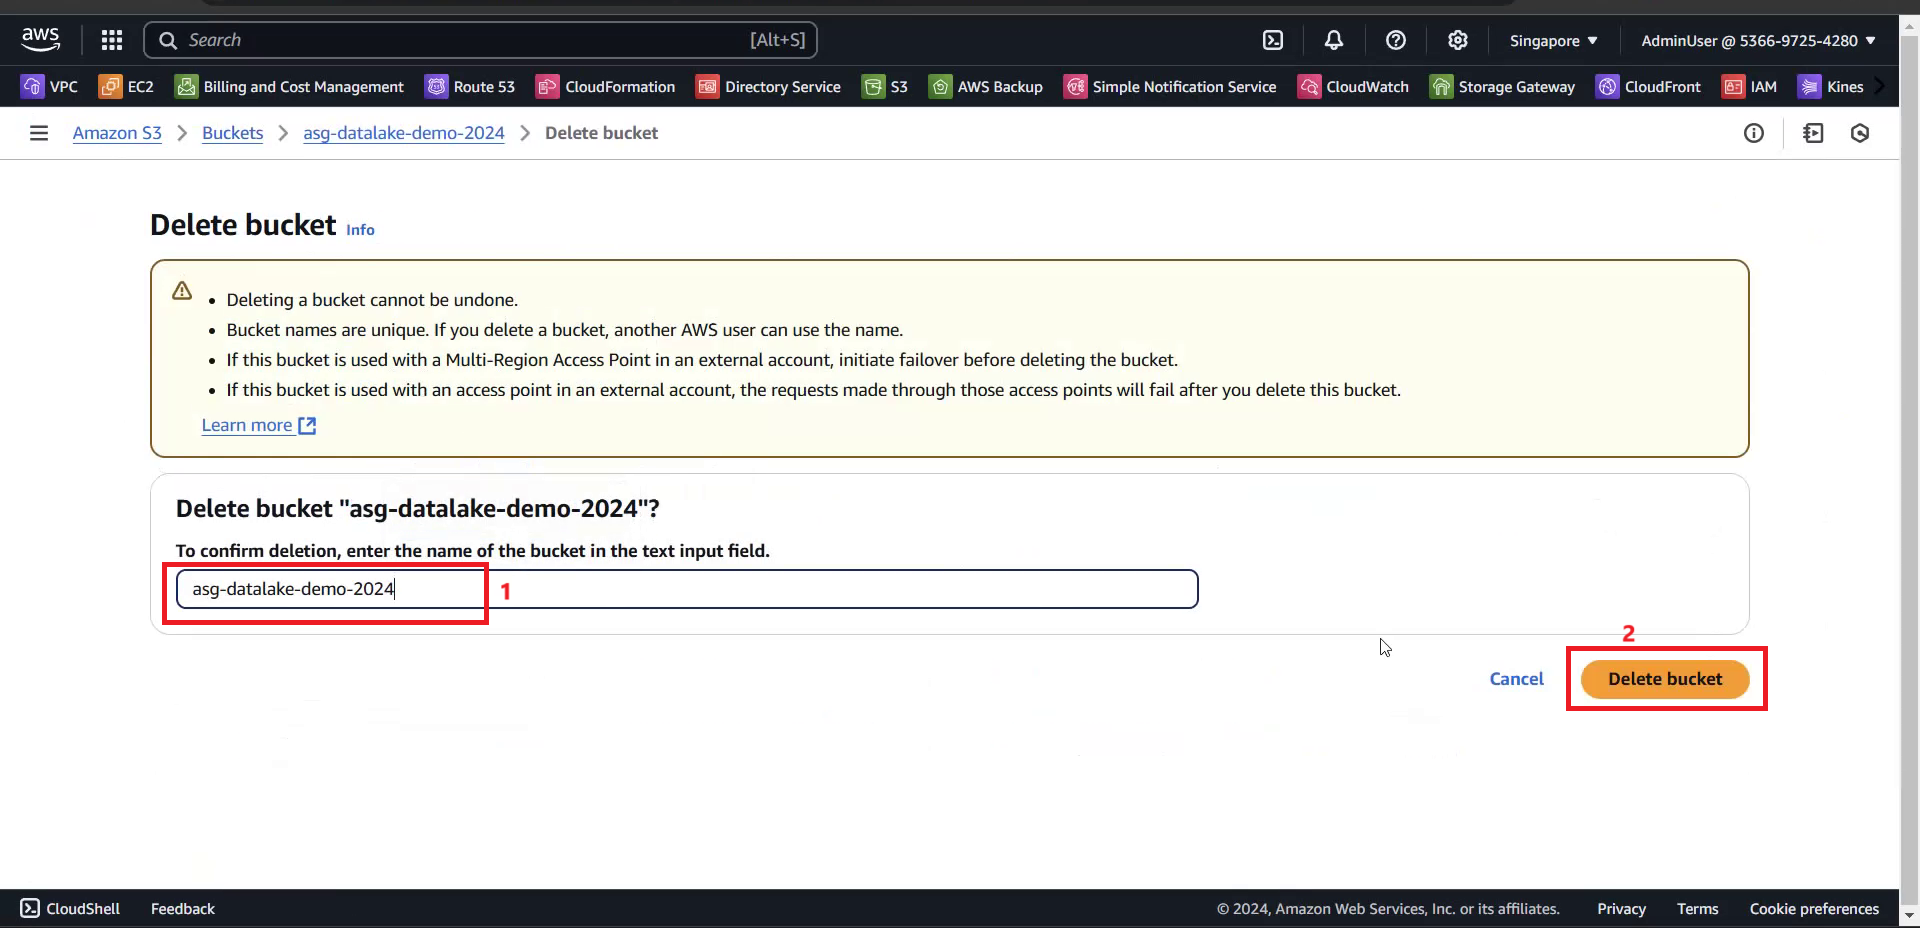 aws Search [Alt+S] Singapore AdminUser @ 5366-9725-4280
VPC EC2 Billing and Cost Management Route 53 CloudFormation Directory Service S3 AWS Backup Simple Notification Service CloudWatch Storage Gateway CloudFront IAM Kines
Amazon S3 Buckets asg-datalake-demo-2024 Delete bucket
Delete bucket Info
• Deleting a bucket cannot be undone.
• Bucket names are unique. If you delete a bucket, another AWS user can use the name.
• If this bucket is used with a Multi-Region Access Point in an external account, initiate failover before deleting the bucket.
• If this bucket is used with an access point in an external account, the requests made through those access points will fail after you delete this bucket.
Learn more
Delete bucket "asg-datalake-demo-2024"?
To confirm deletion, enter the name of the bucket in the text input field.
asg-datalake-demo-2024 1
2
Cancel Delete bucket
CloudShell Feedback © 2024, Amazon Web Services, Inc. or its affiliates. Privacy Terms Cookie preferences